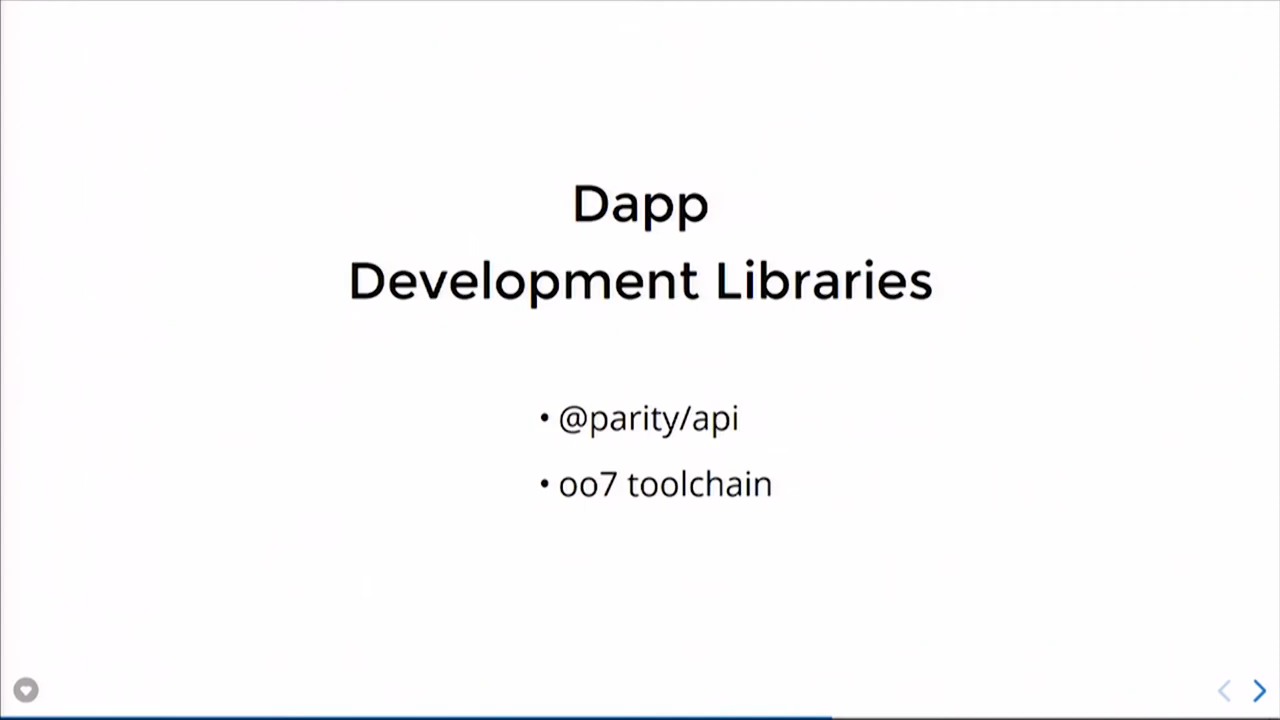 Dapp
Development Libraries
• @parity/api
• oo7 toolchain